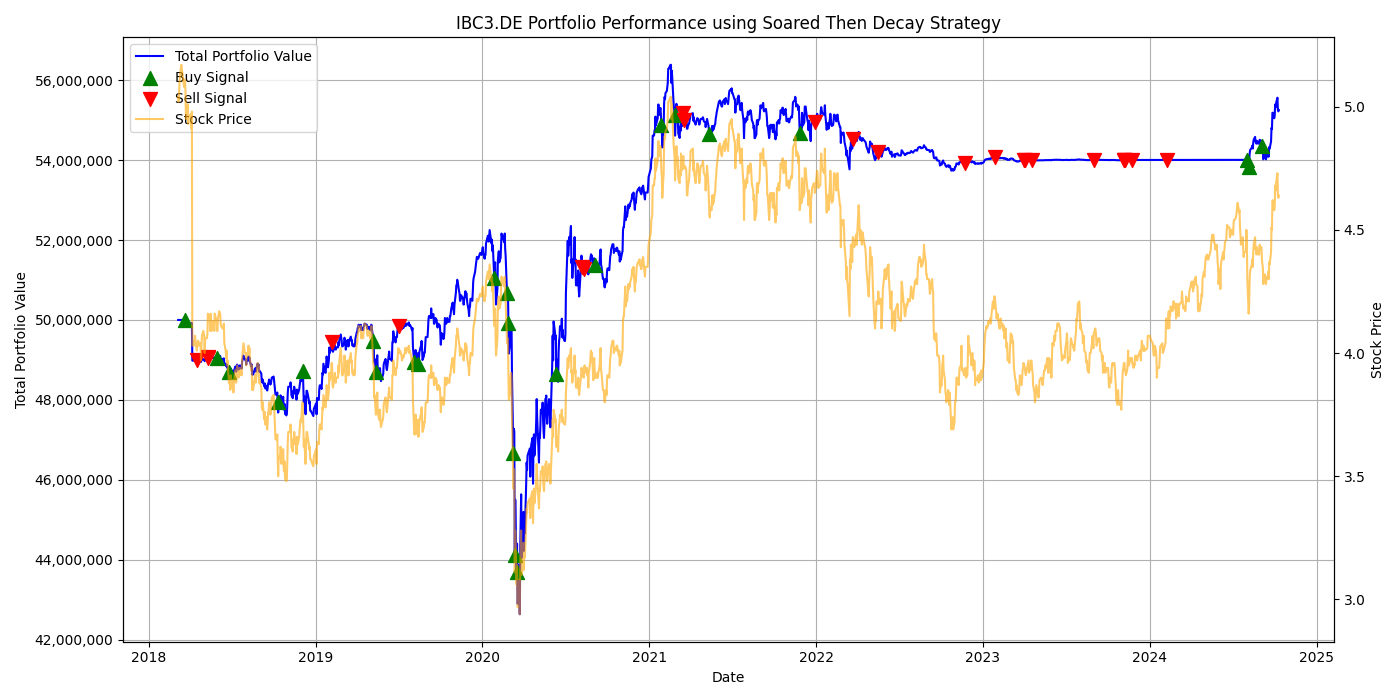 IBC3.DE Portfolio Performance using Soared Then Decay Strategy
Total Portfolio Value
Buy Signal
Sell Signal
Stock Price
56,000,000
54,000,000
52,000,000
50,000,000
48,000,000
46,000,000
44,000,000
42,000,000
Total Portfolio Value
5.0
4.5
4.0
3.5
3.0
Stock Price
2018
2019
2020
2021
2022
2023
2024
2025
Date